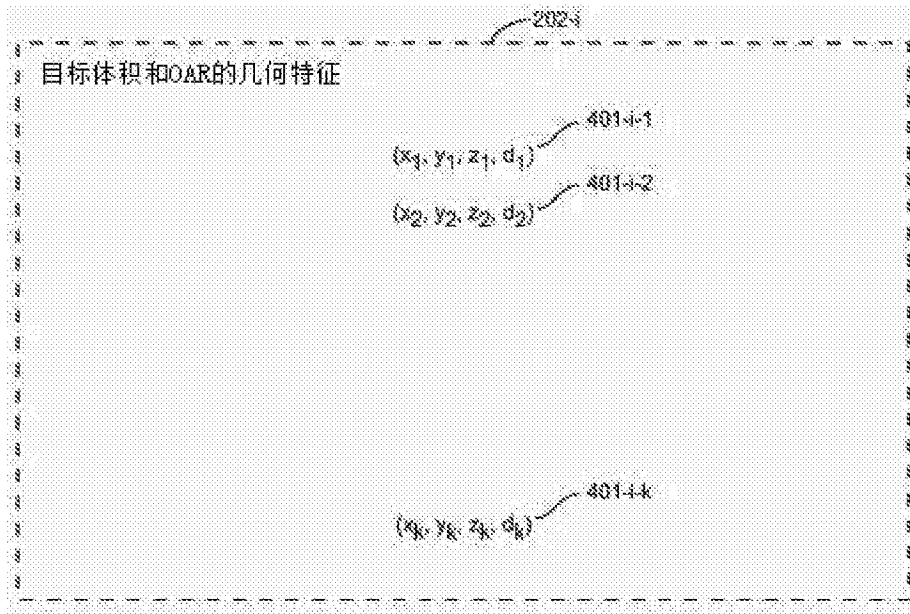 202-i
目标体积和OAR的几何特征
401-i-1
(x₁, y₁, z₁, d₁)
401-i-2
(x₂, y₂, z₂, d₂)
401-i-k
(xₖ, yₖ, zₖ, dₖ)